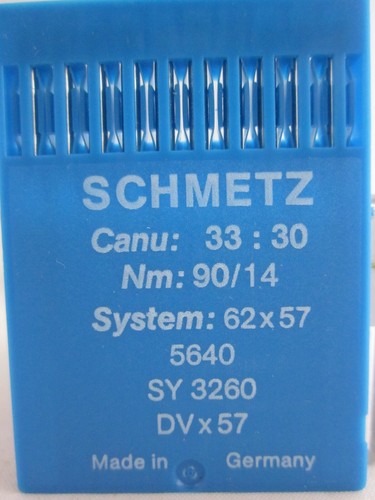 SCHMETZ
Canu: 33 : 30
Nm: 90/14
System: 62x57
5640
SY 3260
DVx57
Made in Germany